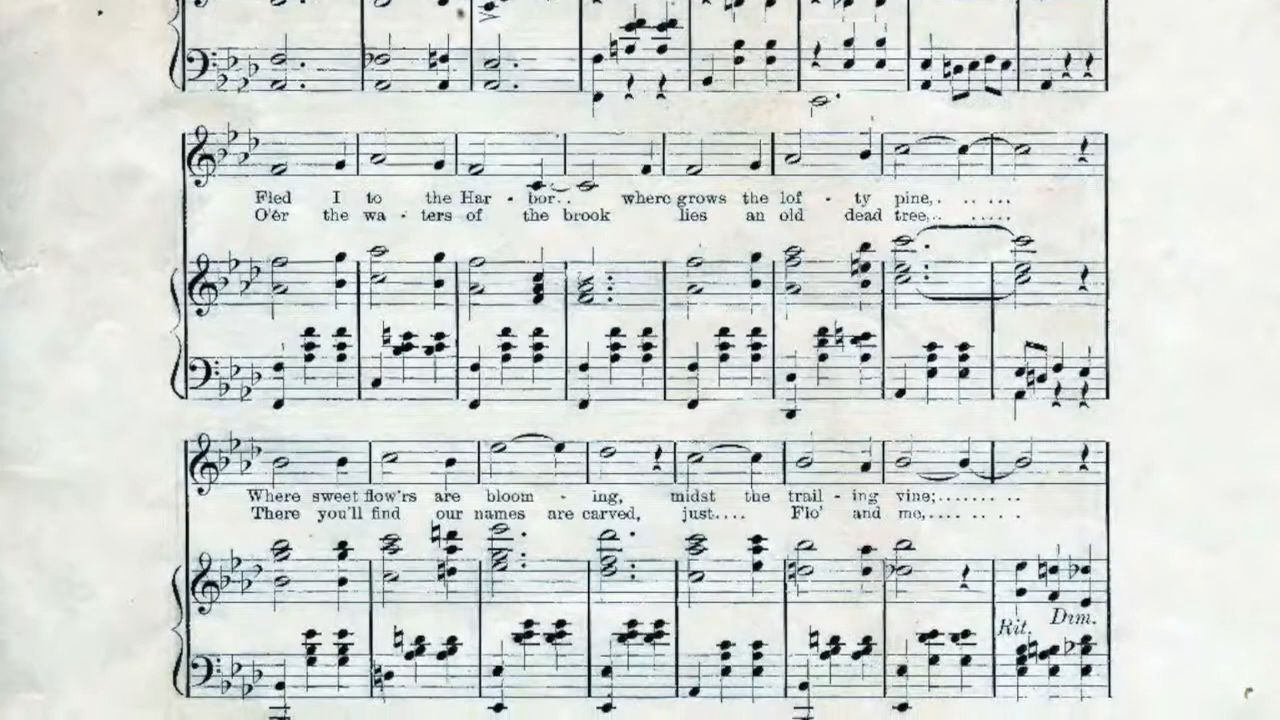 Fled I to the Har - bor.. where grows the lof - ty pine,. .. .....
O'er the wa - ters of the brook lies an old dead tree,.. .....
Where sweet flow'rs are bloom - ing, midst the trail - ing vine;........ ..
There you'll find our names are carved, just.... Flo' and me,..... ... ..
Rit. Dim.